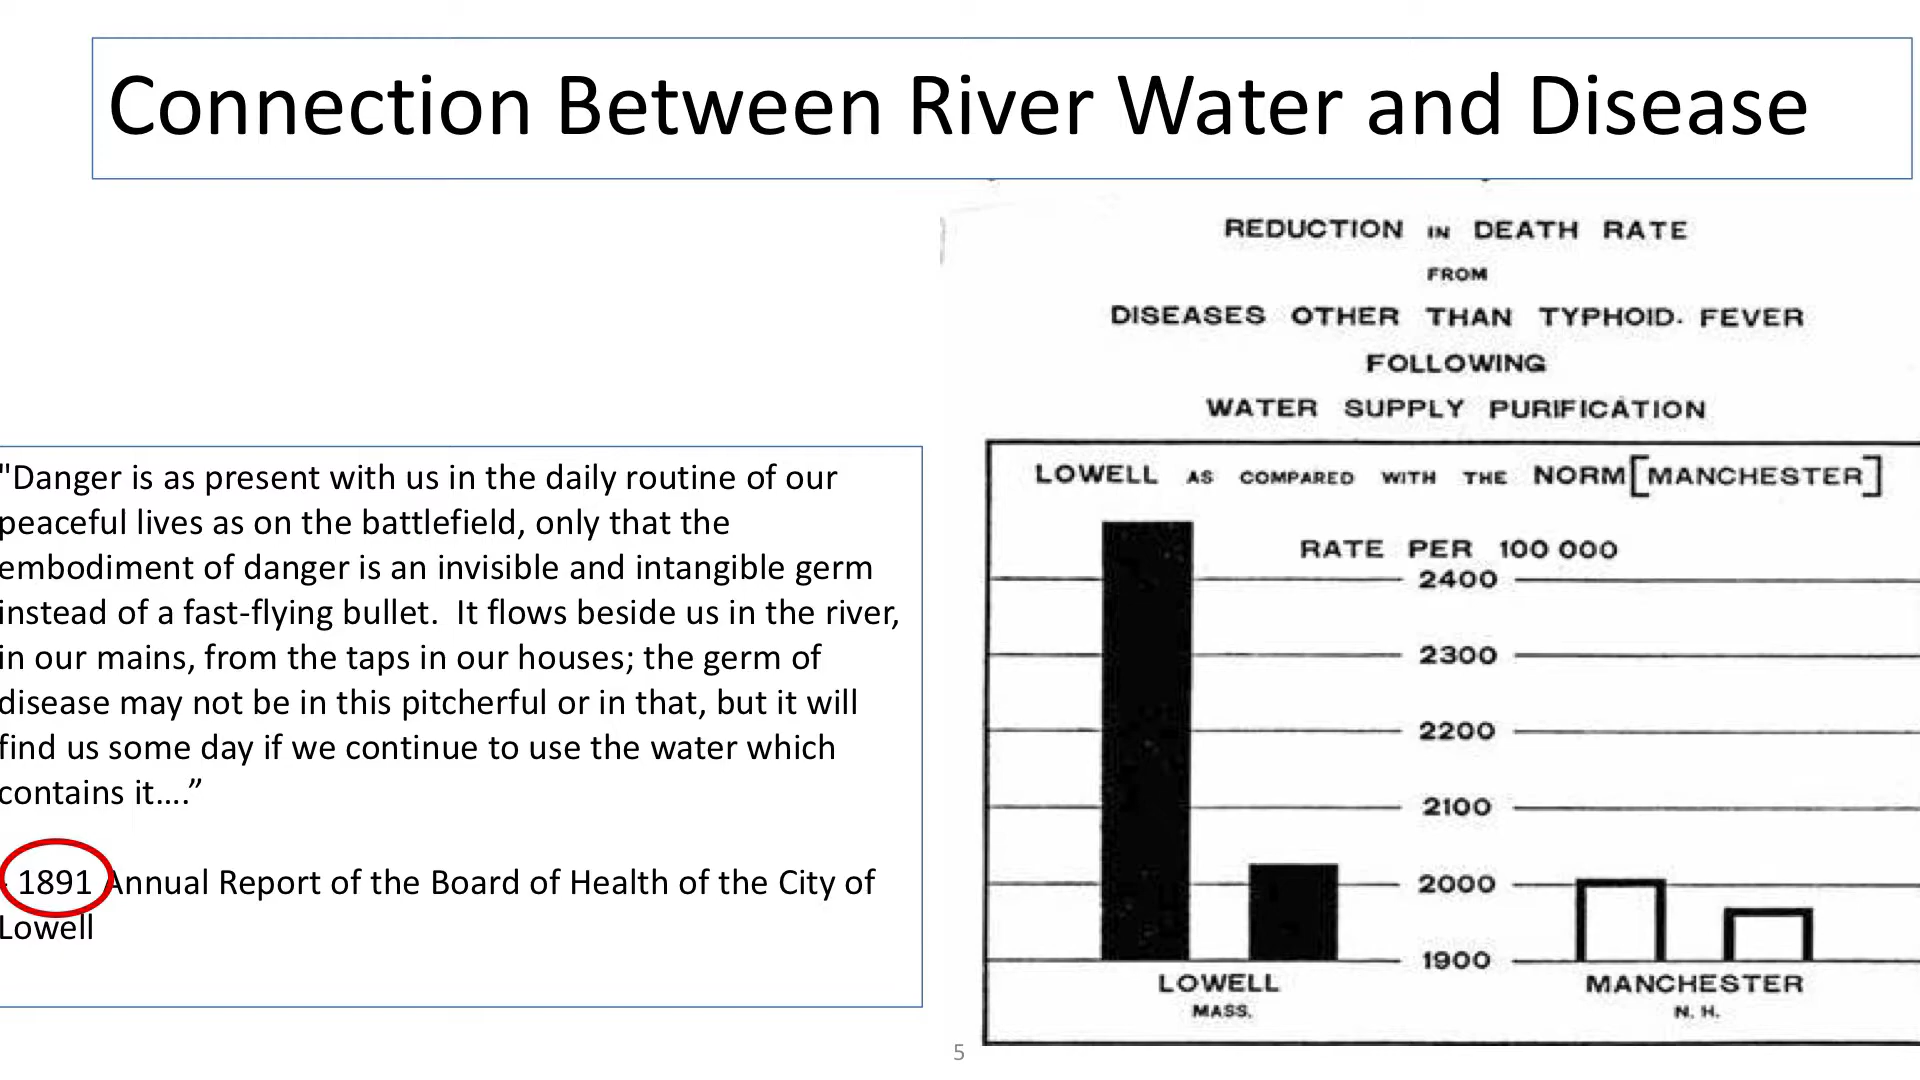 Connection Between River Water and Disease
"Danger is as present with us in the daily routine of our
peaceful lives as on the battlefield, only that the
embodiment of danger is an invisible and intangible germ
instead of a fast-flying bullet.  It flows beside us in the river,
in our mains, from the taps in our houses; the germ of
disease may not be in this pitcherful or in that, but it will
find us some day if we continue to use the water which
contains it….”
- 1891 Annual Report of the Board of Health of the City of
Lowell
REDUCTION IN DEATH RATE
FROM
DISEASES OTHER THAN TYPHOID. FEVER
FOLLOWING
WATER SUPPLY PURIFICATION
LOWELL AS COMPARED WITH THE NORM [MANCHESTER]
RATE PER 100 000
2400
2300
2200
2100
2000
1900
LOWELL
MASS.
MANCHESTER
N. H.
5